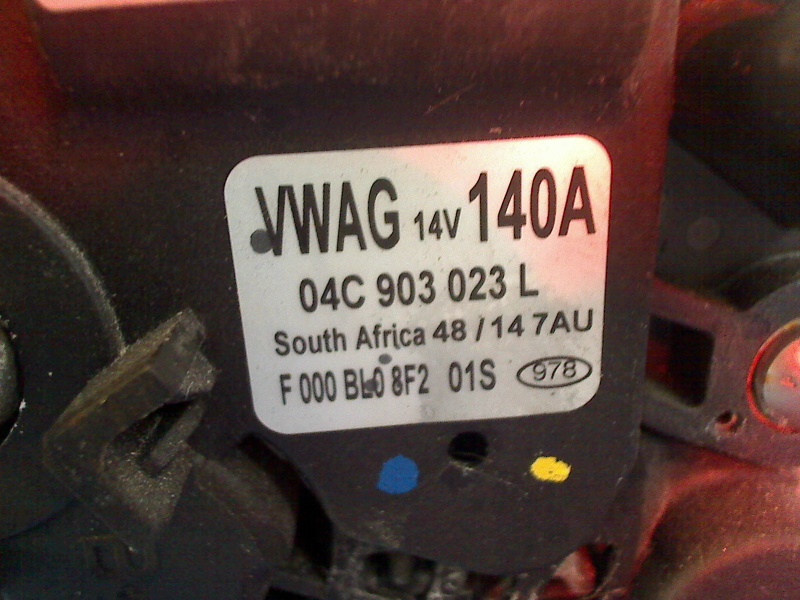 VWAG 14V 140A
04C 903 023 L
South Africa 48 / 14 7AU
F 000 BL0 8F2 01S 978